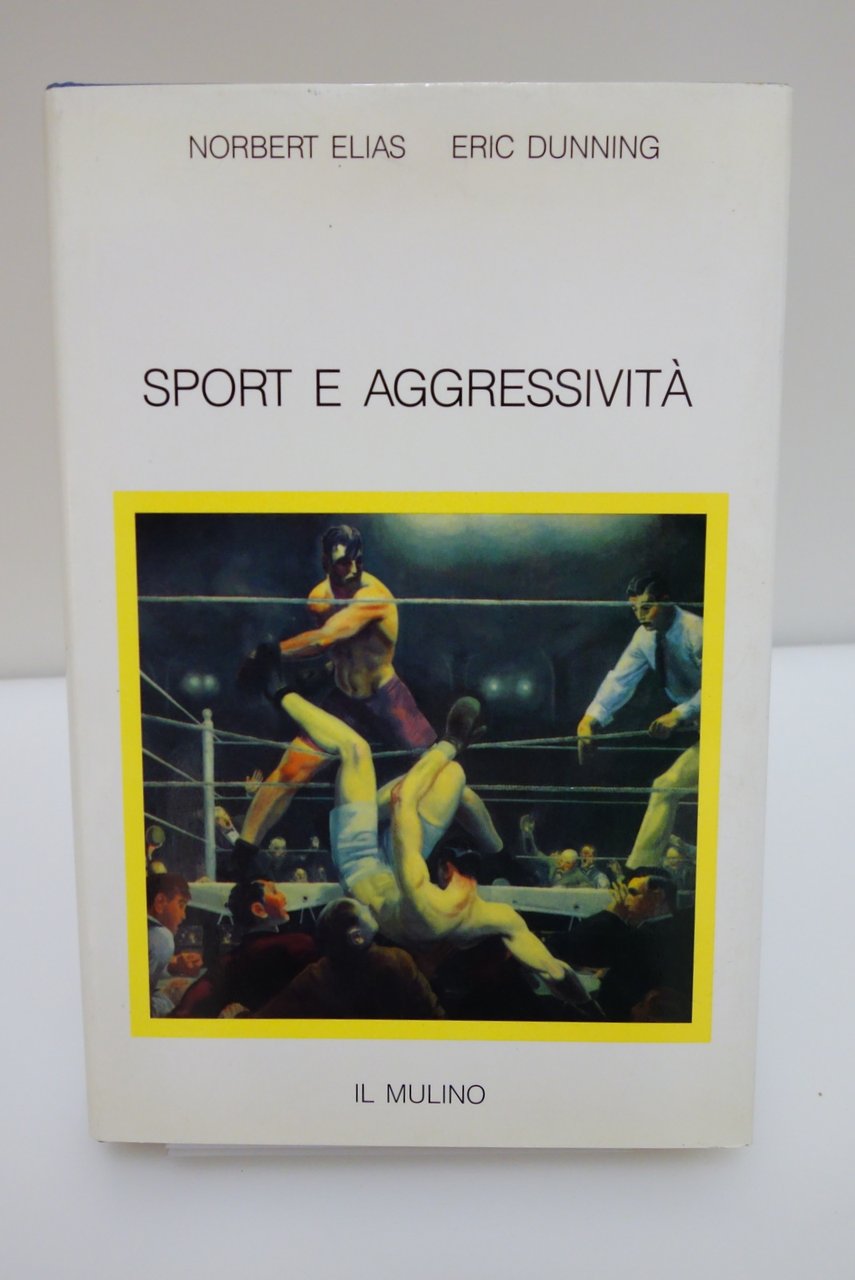 NORBERT ELIAS ERIC DUNNING
SPORT E AGGRESSIVITÀ
IL MULINO